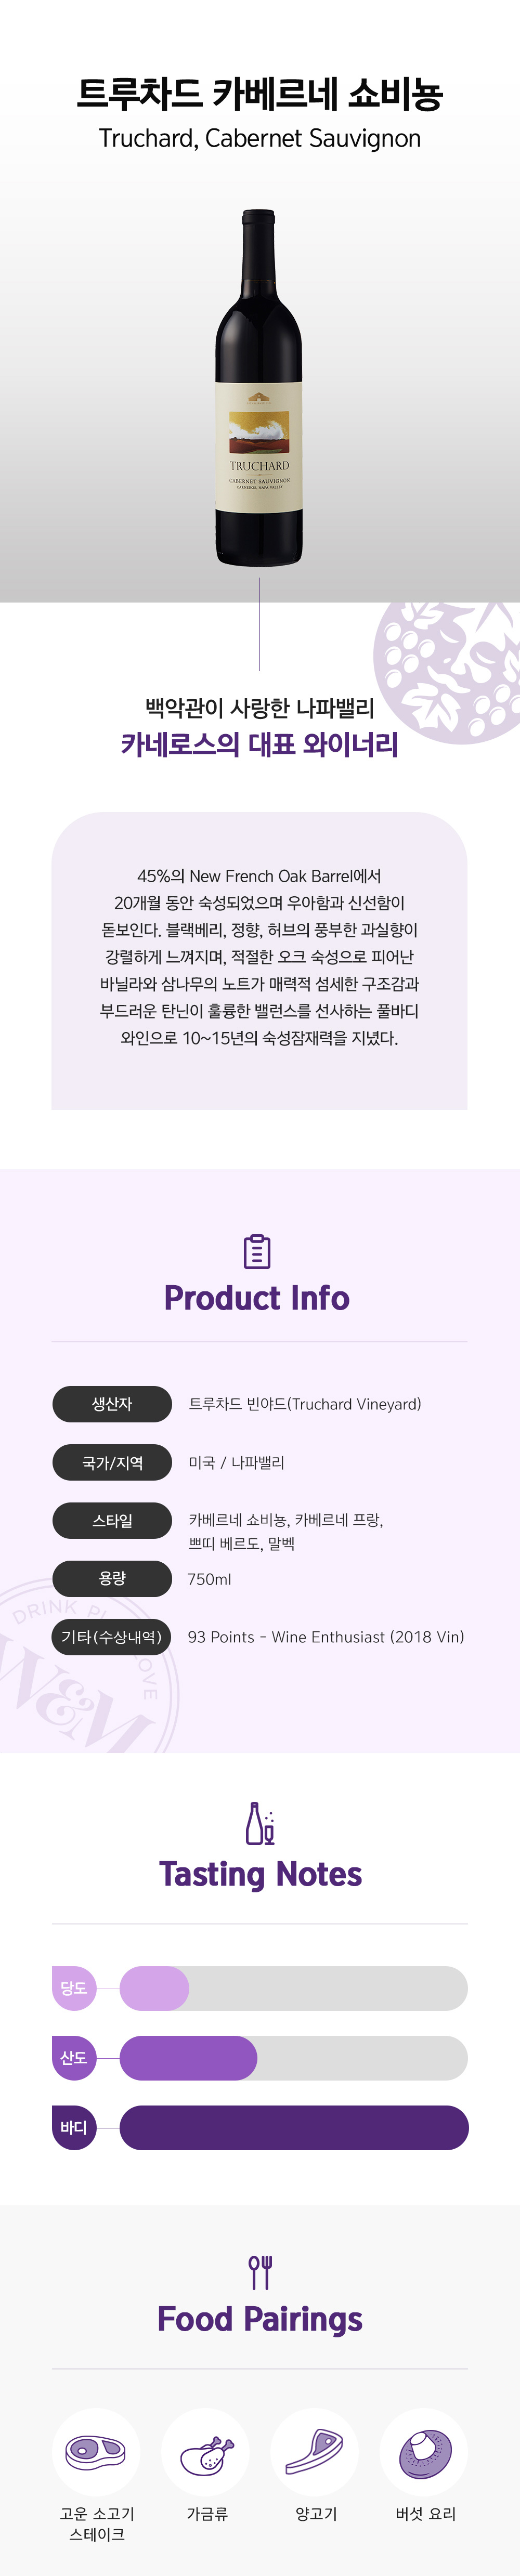 트루차드 카베르네 쇼비뇽
Truchard, Cabernet Sauvignon
TRUCHARD
CABERNET SAUVIGNON
CARNEROS, NAPA VALLEY
백악관이 사랑한 나파밸리
카네로스의 대표 와이너리
45%의 New French Oak Barrel에서
20개월 동안 숙성되었으며 우아함과 신선함이
돋보인다. 블랙베리, 정향, 허브의 풍부한 과실향이
강렬하게 느껴지며, 적절한 오크 숙성으로 피어난
바닐라와 삼나무의 노트가 매력적 섬세한 구조감과
부드러운 탄닌이 훌륭한 밸런스를 선사하는 풀바디
와인으로 10~15년의 숙성잠재력을 지녔다.
Product Info
생산자 트루차드 빈야드(Truchard Vineyard)
국가/지역 미국 / 나파밸리
스타일 카베르네 쇼비뇽, 카베르네 프랑,
쁘띠 베르도, 말벡
용량 750ml
기타(수상내역) 93 Points - Wine Enthusiast (2018 Vin)
DRINK
W&M
Tasting Notes
당도
산도
바디
Food Pairings
고운 소고기 가금류 양고기 버섯 요리
스테이크